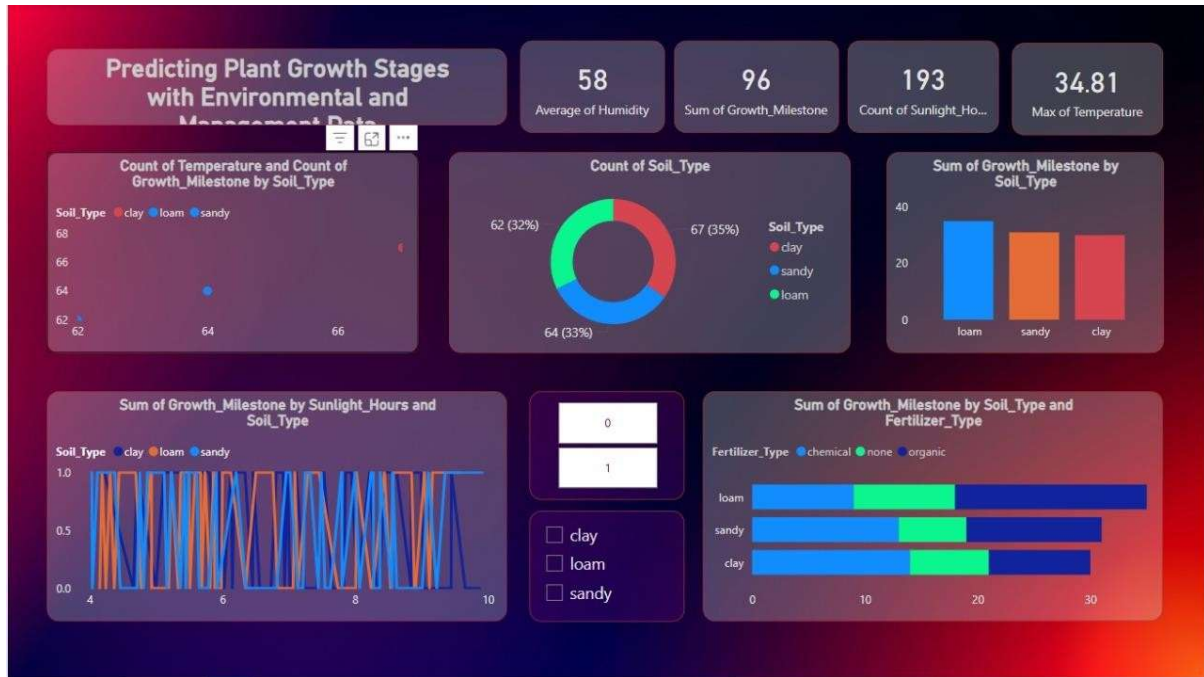 Predicting Plant Growth Stages
with Environmental and
Management Data
58
Average of Humidity
96
Sum of Growth_Milestone
193
Count of Sunlight_Ho...
34.81
Max of Temperature
Count of Temperature and Count of
Growth_Milestone by Soil_Type
Soil_Type clay loam sandy
68
66
64
62
62 64 66
Count of Soil_Type
62 (32%)
67 (35%)
64 (33%)
Soil_Type
clay
sandy
loam
Sum of Growth_Milestone by
Soil_Type
40
20
0
loam sandy clay
Sum of Growth_Milestone by Sunlight_Hours and
Soil_Type
Soil_Type clay loam sandy
1.0
0.5
0.0
4 6 8 10
0
1
clay
loam
sandy
Sum of Growth_Milestone by Soil_Type and
Fertilizer_Type
Fertilizer_Type chemical none organic
loam
sandy
clay
0 10 20 30